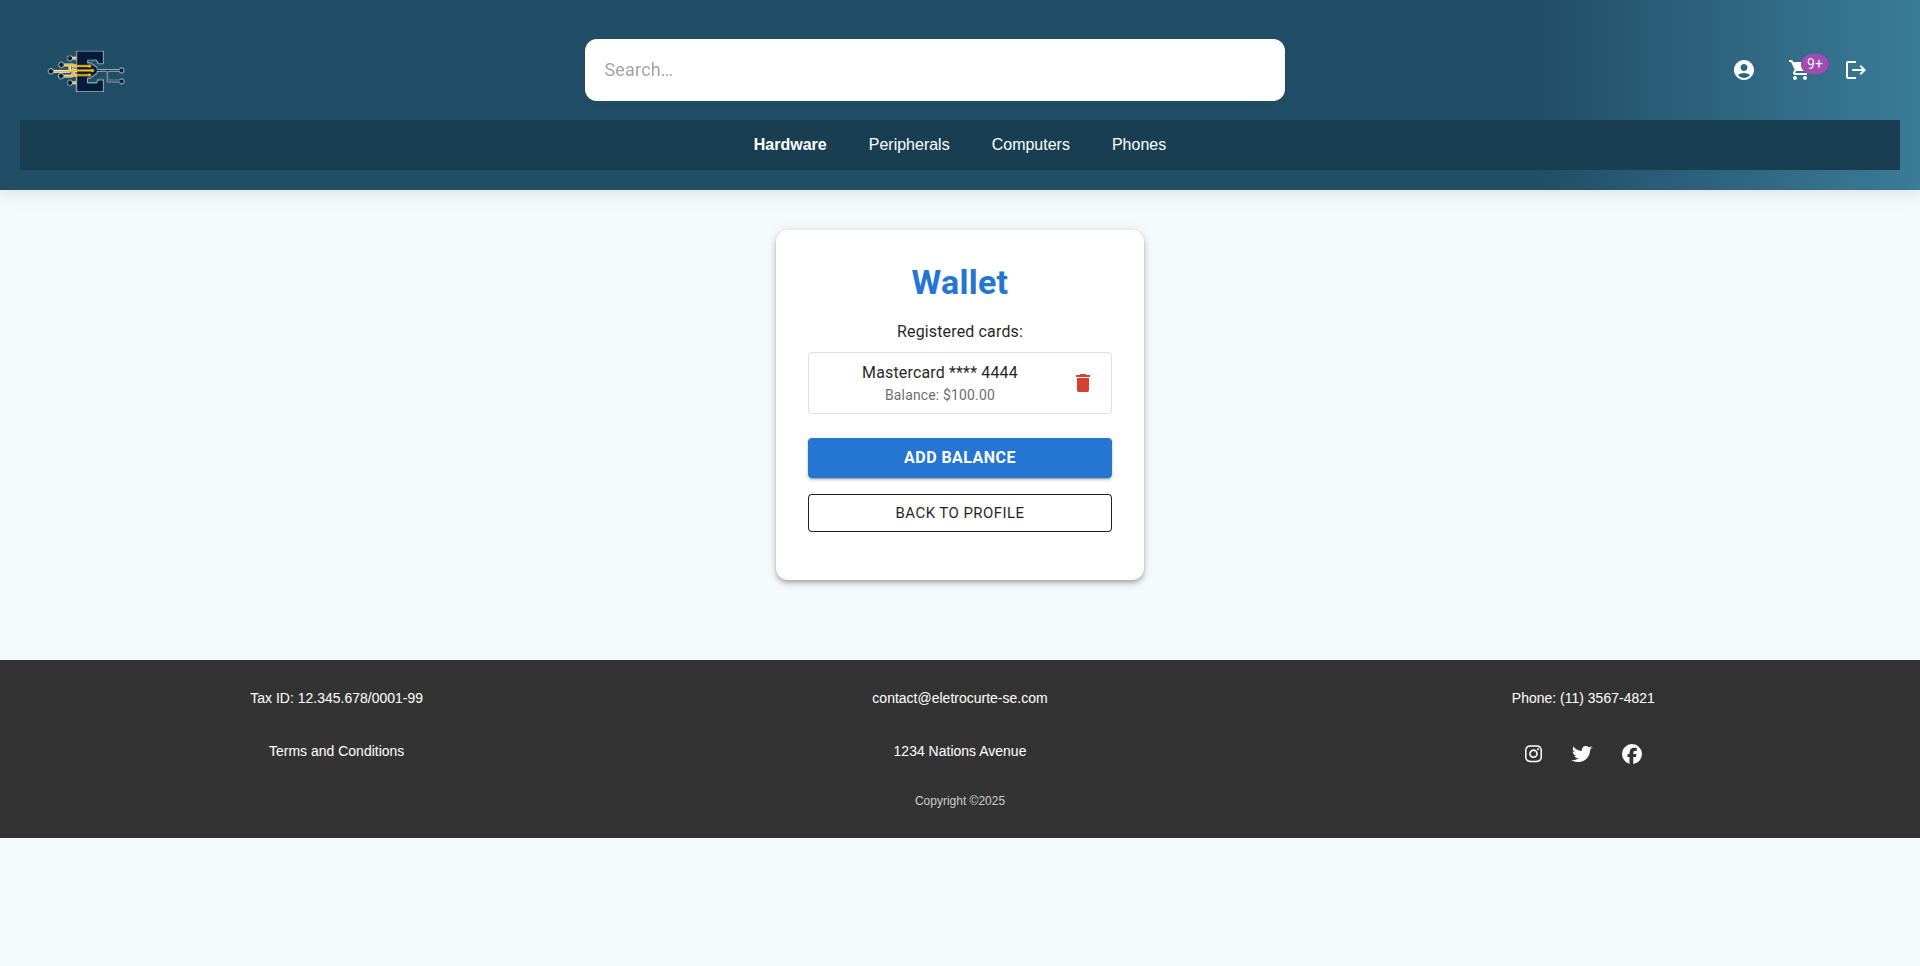 Search...
9+
Hardware
Peripherals
Computers
Phones
Wallet
Registered cards:
Mastercard **** 4444
Balance: $100.00
ADD BALANCE
BACK TO PROFILE
Tax ID: 12.345.678/0001-99
contact@eletrocurte-se.com
Phone: (11) 3567-4821
Terms and Conditions
1234 Nations Avenue
Copyright ©2025